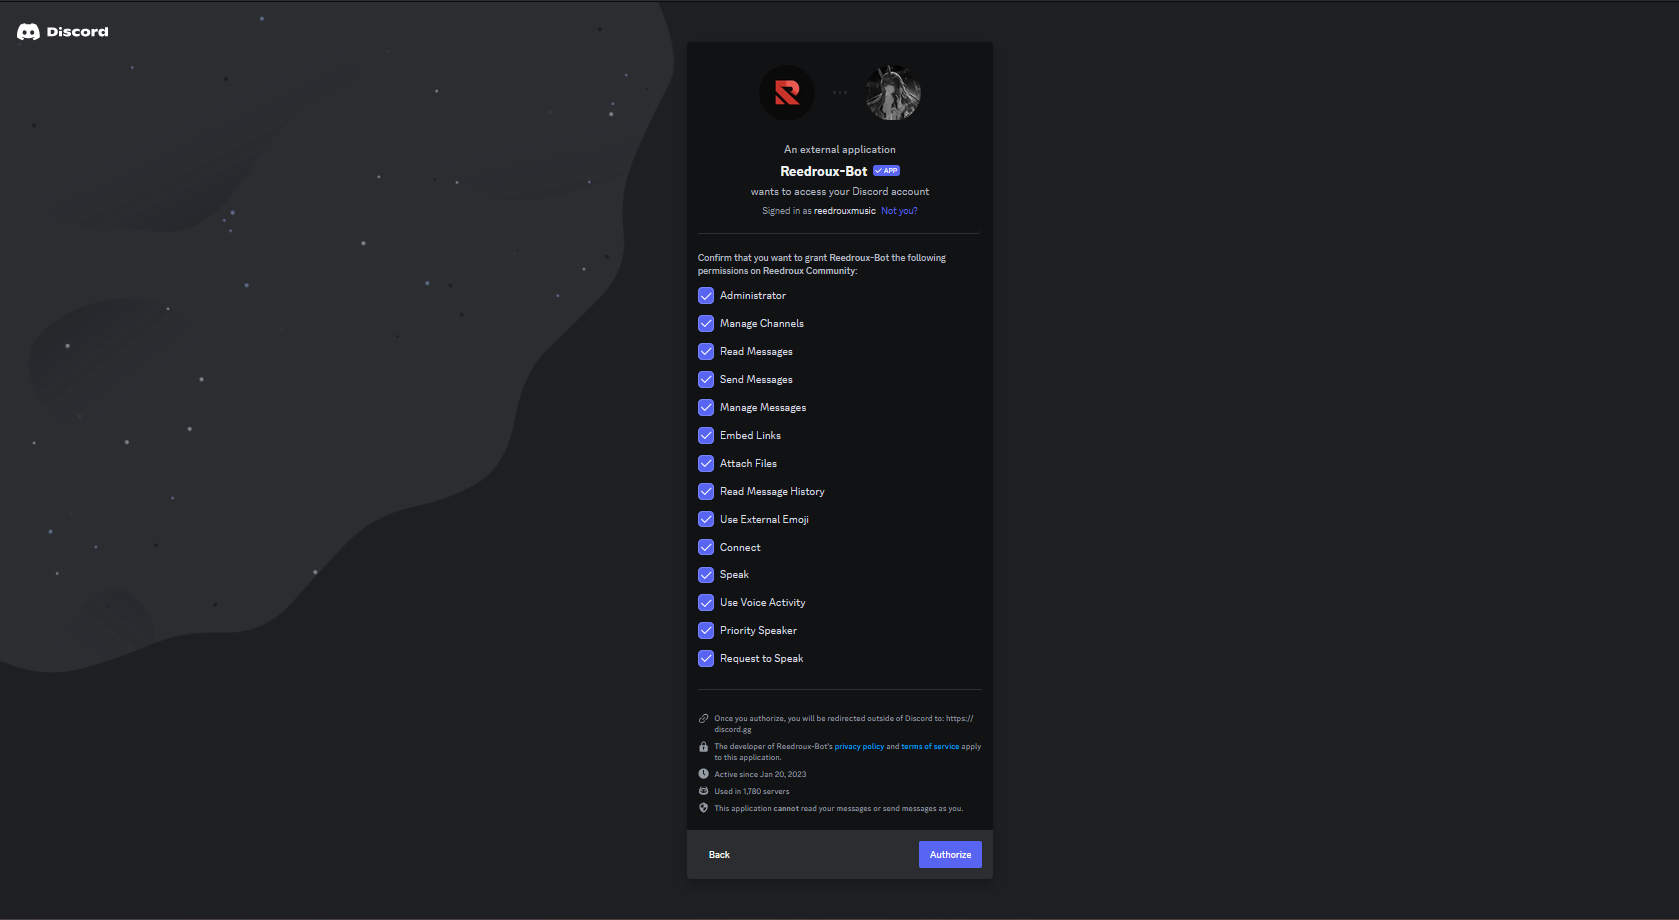 Discord
An external application
Reedroux-Bot APP
wants to access your Discord account
Signed in as reedrouxmusic Not you?
Confirm that you want to grant Reedroux-Bot the following
permissions on Reedroux Community:
Administrator
Manage Channels
Read Messages
Send Messages
Manage Messages
Embed Links
Attach Files
Read Message History
Use External Emoji
Connect
Speak
Use Voice Activity
Priority Speaker
Request to Speak
Once you authorize, you will be redirected outside of Discord to: https://
discord.gg
The developer of Reedroux-Bot's privacy policy and terms of service apply
to this application.
Active since Jan 20, 2023
Used in 1,780 servers
This application cannot read your messages or send messages as you.
Back
Authorize